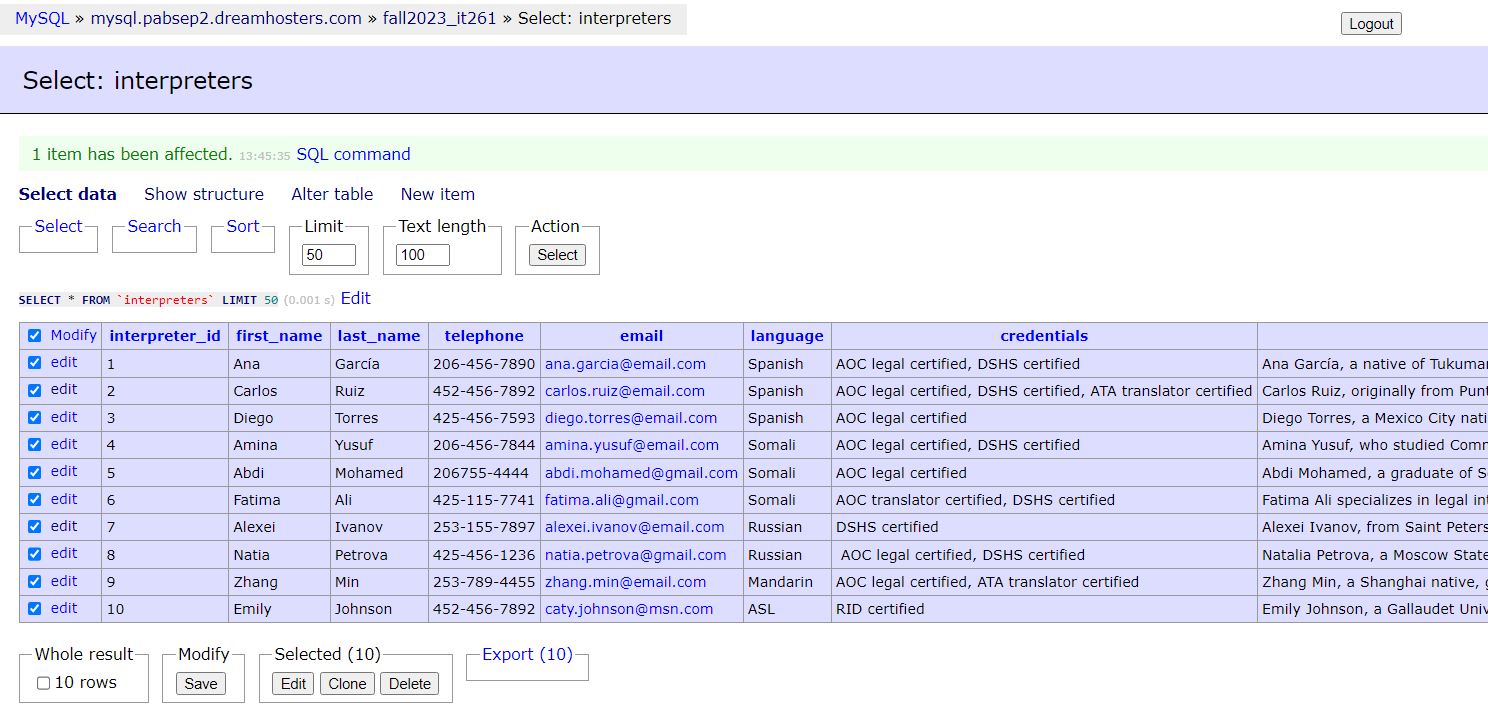 MySQL » mysql.pabsep2.dreamhosters.com » fall2023_it261 » Select: interpreters
Logout
Select: interpreters
1 item has been affected. 13:45:35 SQL command
Select data Show structure Alter table New item
Select Search Sort Limit Text length Action
50 100 Select
SELECT * FROM `interpreters` LIMIT 50 (0.001 s) Edit
Modify interpreter_id first_name last_name telephone email language credentials
edit 1 Ana García 206-456-7890 ana.garcia@email.com Spanish AOC legal certified, DSHS certified Ana García, a native of Tukuman
edit 2 Carlos Ruiz 452-456-7892 carlos.ruiz@email.com Spanish AOC legal certified, DSHS certified, ATA translator certified Carlos Ruiz, originally from Punt
edit 3 Diego Torres 425-456-7593 diego.torres@email.com Spanish AOC legal certified Diego Torres, a Mexico City nati
edit 4 Amina Yusuf 206-456-7844 amina.yusuf@email.com Somali AOC legal certified, DSHS certified Amina Yusuf, who studied Comm
edit 5 Abdi Mohamed 206755-4444 abdi.mohamed@gmail.com Somali AOC legal certified Abdi Mohamed, a graduate of S
edit 6 Fatima Ali 425-115-7741 fatima.ali@gmail.com Somali AOC translator certified, DSHS certified Fatima Ali specializes in legal int
edit 7 Alexei Ivanov 253-155-7897 alexei.ivanov@email.com Russian DSHS certified Alexei Ivanov, from Saint Peters
edit 8 Natia Petrova 425-456-1236 natia.petrova@gmail.com Russian AOC legal certified, DSHS certified Natalia Petrova, a Moscow State
edit 9 Zhang Min 253-789-4455 zhang.min@email.com Mandarin AOC legal certified, ATA translator certified Zhang Min, a Shanghai native, g
edit 10 Emily Johnson 452-456-7892 caty.johnson@msn.com ASL RID certified Emily Johnson, a Gallaudet Univ
Whole result Modify Selected (10) Export (10)
10 rows Save Edit Clone Delete